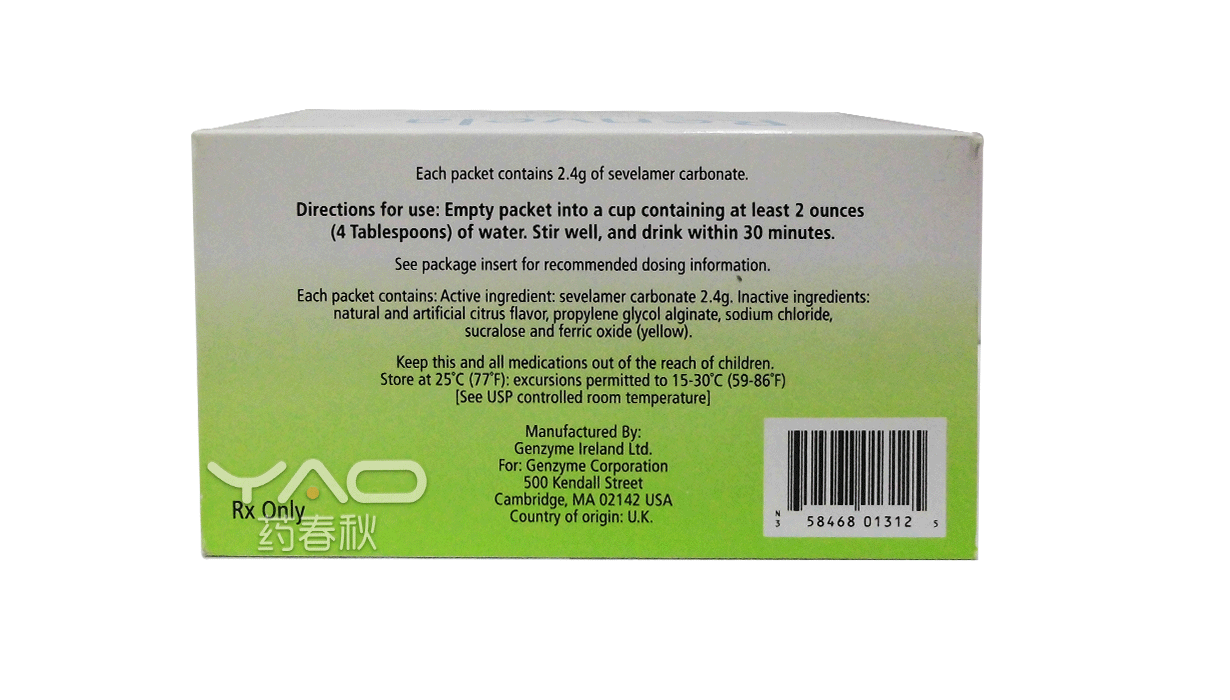 Renvela
Each packet contains 2.4g of sevelamer carbonate.
Directions for use: Empty packet into a cup containing at least 2 ounces
(4 Tablespoons) of water. Stir well, and drink within 30 minutes.
See package insert for recommended dosing information.
Each packet contains: Active ingredient: sevelamer carbonate 2.4g. Inactive ingredients:
natural and artificial citrus flavor, propylene glycol alginate, sodium chloride,
sucralose and ferric oxide (yellow).
Keep this and all medications out of the reach of children.
Store at 25˚C (77˚F): excursions permitted to 15-30˚C (59-86˚F)
[See USP controlled room temperature]
Manufactured By:
Genzyme Ireland Ltd.
For: Genzyme Corporation
500 Kendall Street
Cambridge, MA 02142 USA
Country of origin: U.K.
YAO
Rx Only
药春秋
N
3 58468 01312 5